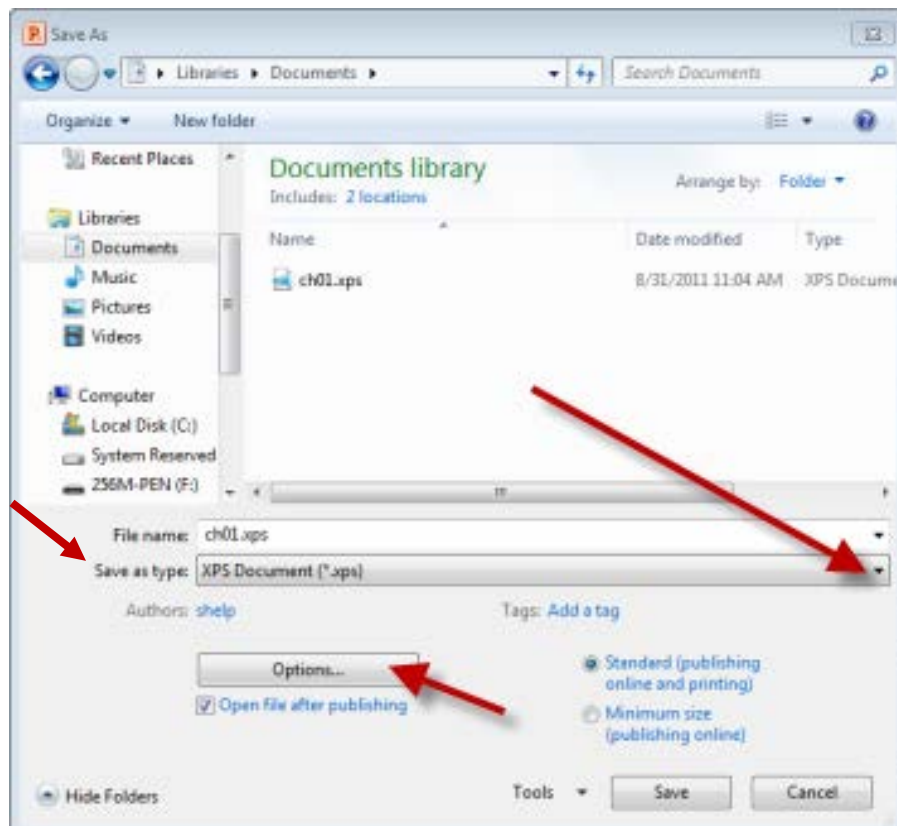 Save As
Libraries Documents
Search Documents
Organize New folder
Recent Places
Libraries
Documents
Music
Pictures
Videos
Computer
Local Disk (C:)
System Reserved
256M-PEN (F:)
Documents library
Includes: 2 locations
Arrange by: Folder
Name Date modified Type
ch01.xps 8/31/2011 11:04 AM XPS Docume
File name: ch01.xps
Save as type: XPS Document (*.xps)
Authors: shelp Tags: Add a tag
Options...
Open file after publishing
Standard (publishing
online and printing)
Minimum size
(publishing online)
Hide Folders
Tools Save Cancel